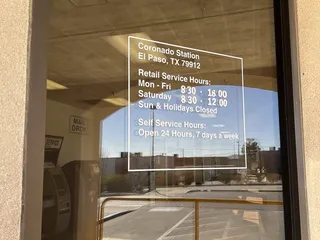 Coronado Station
El Paso, TX 79912
Retail Service Hours:
Mon - Fri 8:30 - 18:00
Saturday 8:30 - 12:00
Sun & Holidays Closed
Self Service Hours:
Open 24 Hours, 7 days a week
MAIL